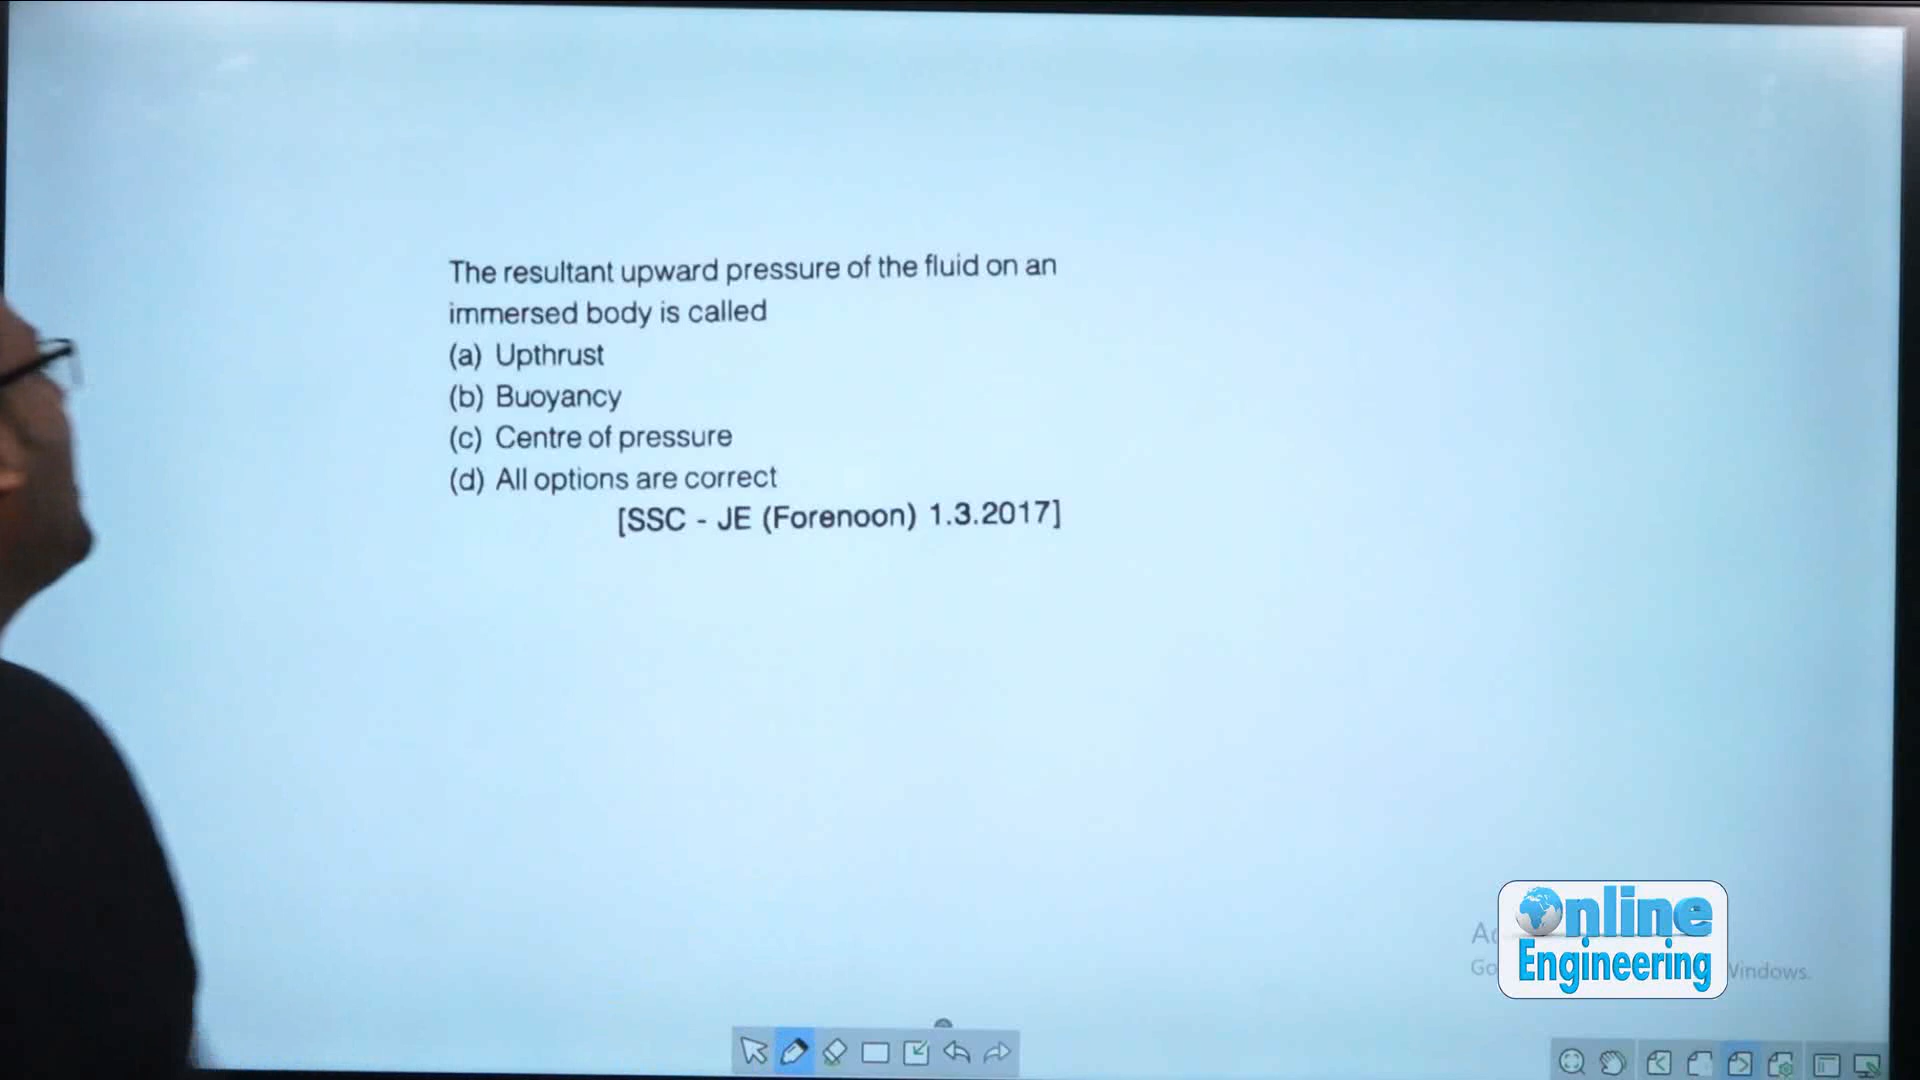 The resultant upward pressure of the fluid on an
immersed body is called
(a) Upthrust
(b) Buoyancy
(c) Centre of pressure
(d) All options are correct
[SSC - JE (Forenoon) 1.3.2017]
Online
Engineering
Windows.